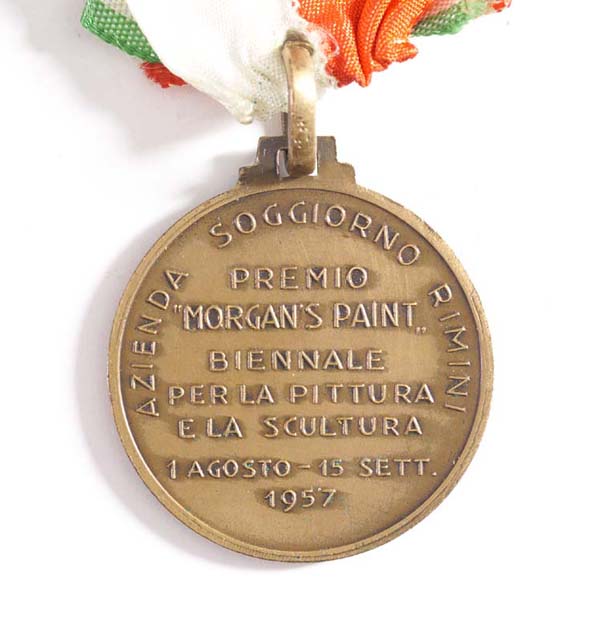 AZIENDA SOGGIORNO RIMINI
PREMIO
"MORGAN'S PAINT„
BIENNALE
PER LA PITTURA
E LA SCULTURA
1 AGOSTO - 15 SETT.
1957